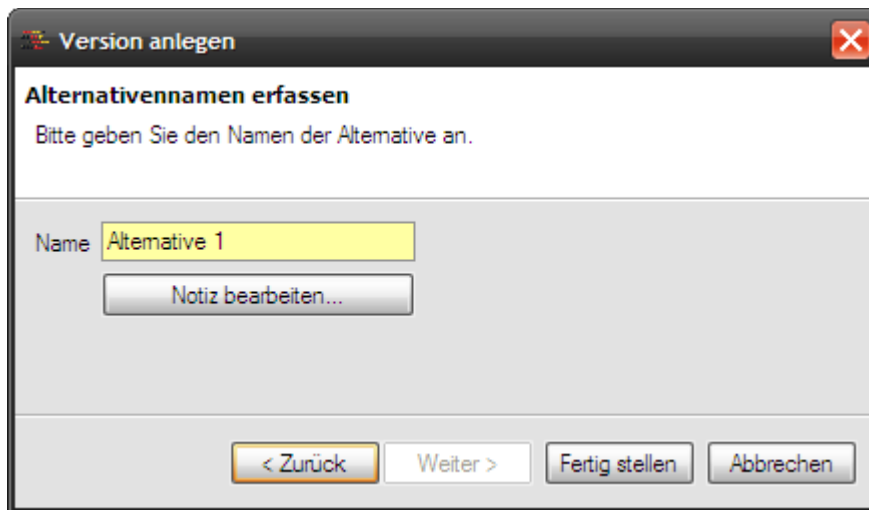 Version anlegen
Alternativennamen erfassen
Bitte geben Sie den Namen der Alternative an.
Name Alternative 1
Notiz bearbeiten...
< Zurück Weiter > Fertig stellen Abbrechen